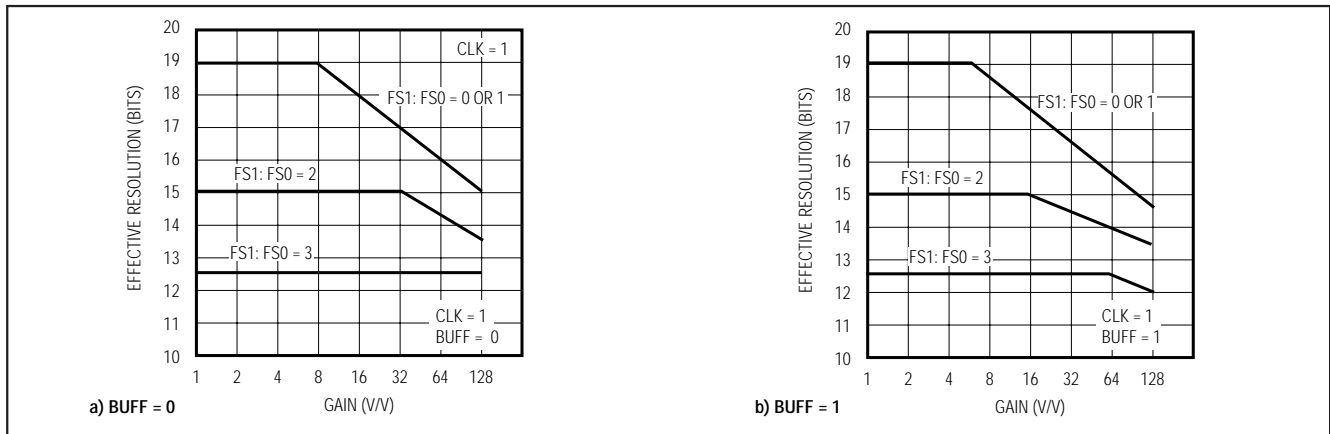 20
19
18
17
16
15
14
13
12
11
10
EFFECTIVE RESOLUTION (BITS)
CLK = 1
FS1: FS0 = 0 OR 1
FS1: FS0 = 2
FS1: FS0 = 3
CLK = 1
BUFF = 0
1 2 4 8 16 32 64 128
GAIN (V/V)
a) BUFF = 0
20
19
18
17
16
15
14
13
12
11
10
EFFECTIVE RESOLUTION (BITS)
FS1: FS0 = 0 OR 1
FS1: FS0 = 2
FS1: FS0 = 3
CLK = 1
BUFF = 1
1 2 4 8 16 32 64 128
GAIN (V/V)
b) BUFF = 1